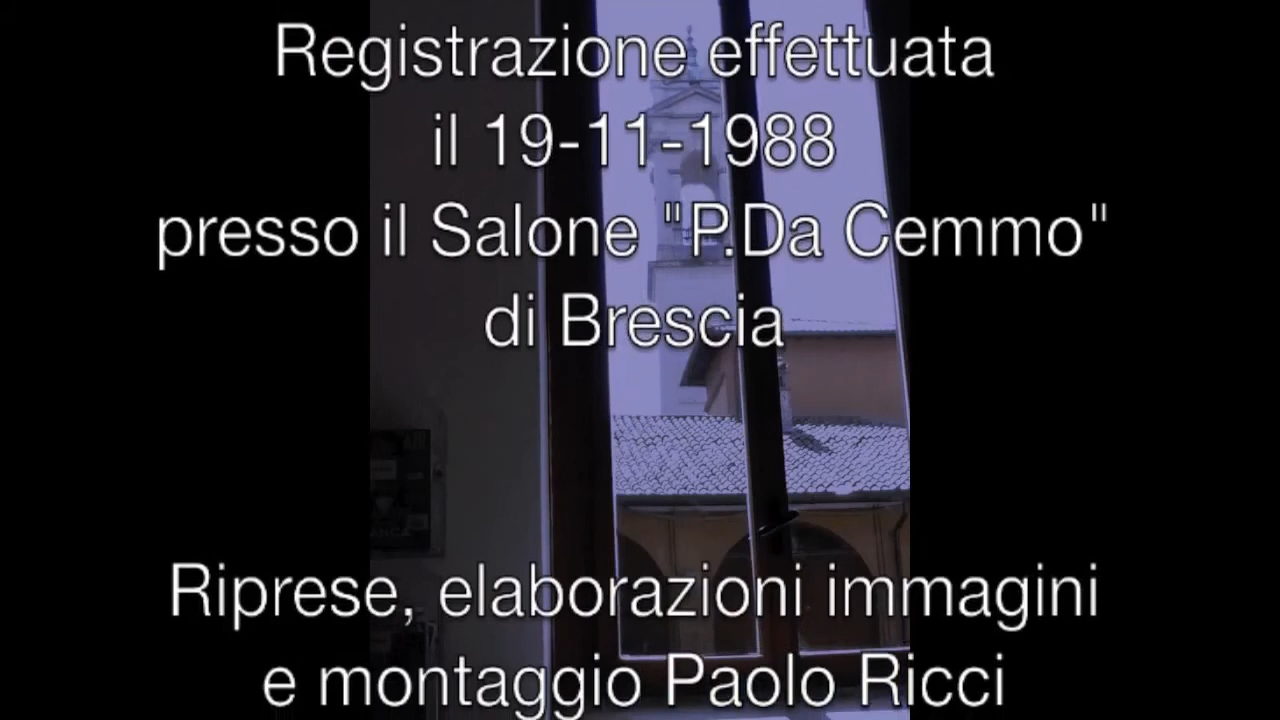 Registrazione effettuata
il 19-11-1988
presso il Salone "P.Da Cemmo"
di Brescia
Riprese, elaborazioni immagini
e montaggio Paolo Ricci